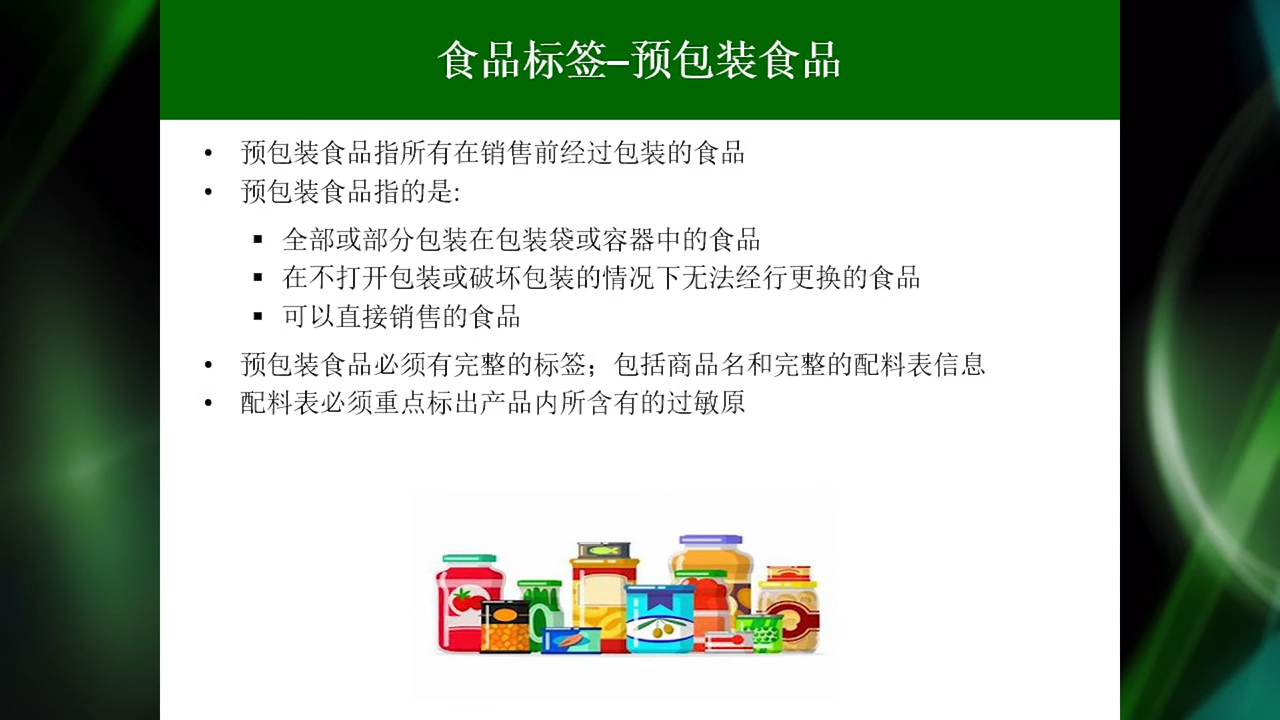 食品标签–预包装食品
• 预包装食品指所有在销售前经过包装的食品
• 预包装食品指的是:
▪ 全部或部分包装在包装袋或容器中的食品
▪ 在不打开包装或破坏包装的情况下无法经行更换的食品
▪ 可以直接销售的食品
• 预包装食品必须有完整的标签；包括商品名和完整的配料表信息
• 配料表必须重点标出产品内所含有的过敏原